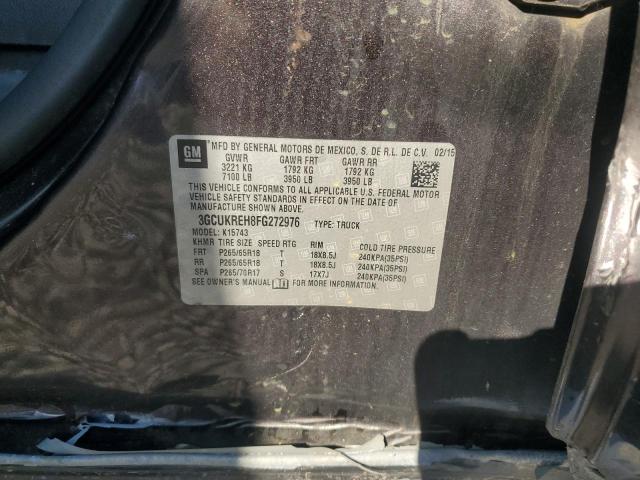 GM MFD BY GENERAL MOTORS DE MEXICO, S. DE R.L. DE C.V. 02/15
GVWR GAWR FRT GAWR RR
3221 KG 1792 KG 1792 KG
7100 LB 3950 LB 3950 LB
THIS VEHICLE CONFORMS TO ALL APPLICABLE U.S. FEDERAL MOTOR
VEHICLE SAFETY STANDARDS IN EFFECT ON THE DATE OF
MANUFACTURE SHOWN ABOVE.
3GCUKREH8FG272976 TYPE: TRUCK
MODEL: K15743
KHMR TIRE SIZE SPEED RTG RIM COLD TIRE PRESSURE
FRT P265/65R18 T 18X8.5J 240KPA(35PSI)
RR P265/65R18 T 18X8.5J 240KPA(35PSI)
SPA P265/70R17 S 17X7J 240KPA(35PSI)
SEE OWNER'S MANUAL